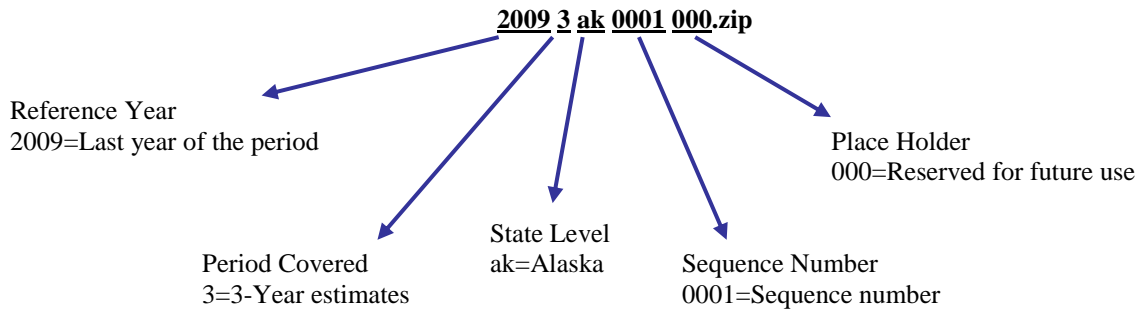 2009 3 ak 0001 000.zip
Reference Year
2009=Last year of the period
Place Holder
000=Reserved for future use
State Level
ak=Alaska
Period Covered
3=3-Year estimates
Sequence Number
0001=Sequence number